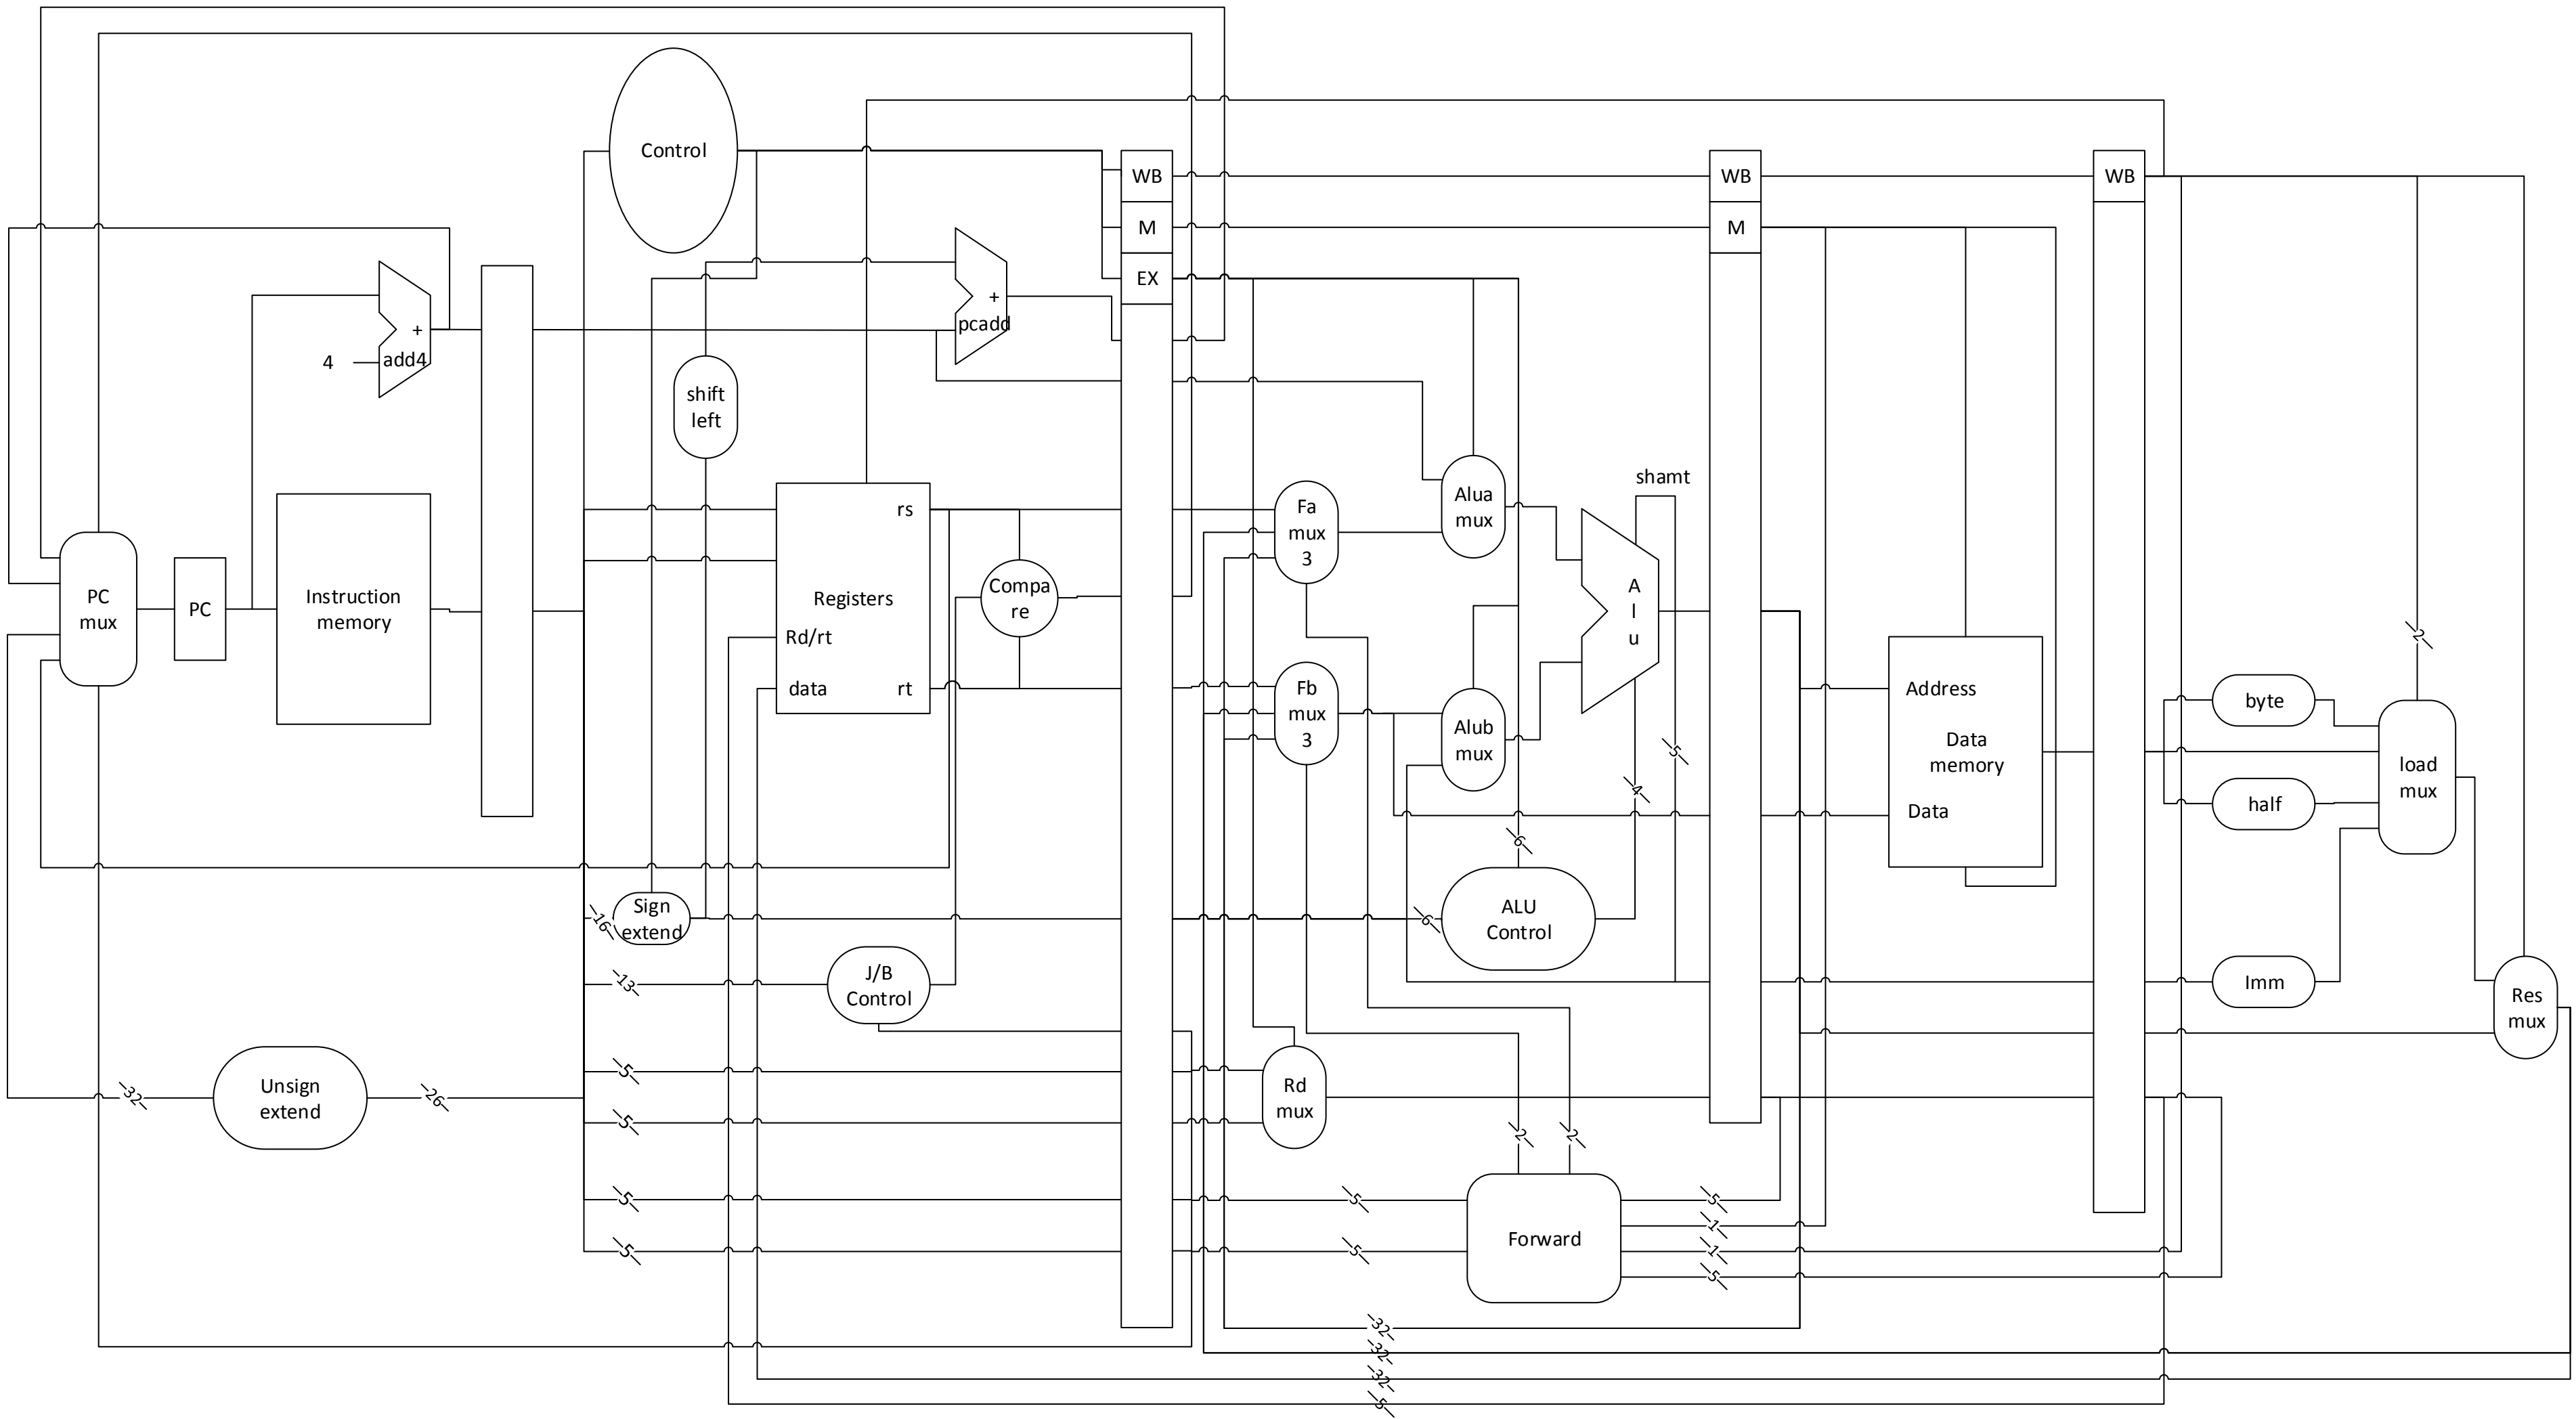 Control
WB
M
EX
WB
M
WB
+
pcadd
+
add4
4
shift
left
shamt
rs
Registers
Rd/rt
data
rt
Compa
re
Fa
mux
3
Alua
mux
A
l
u
PC
mux
PC
Instruction
memory
Fb
mux
3
Alub
mux
5
4
6
Address
Data
memory
Data
2
byte
half
load
mux
16
Sign
extend
6
ALU
Control
13
J/B
Control
Imm
Res
mux
32
Unsign
extend
26
5
5
Rd
mux
2
2
5
5
5
5
Forward
5
1
1
5
32
32
32
5